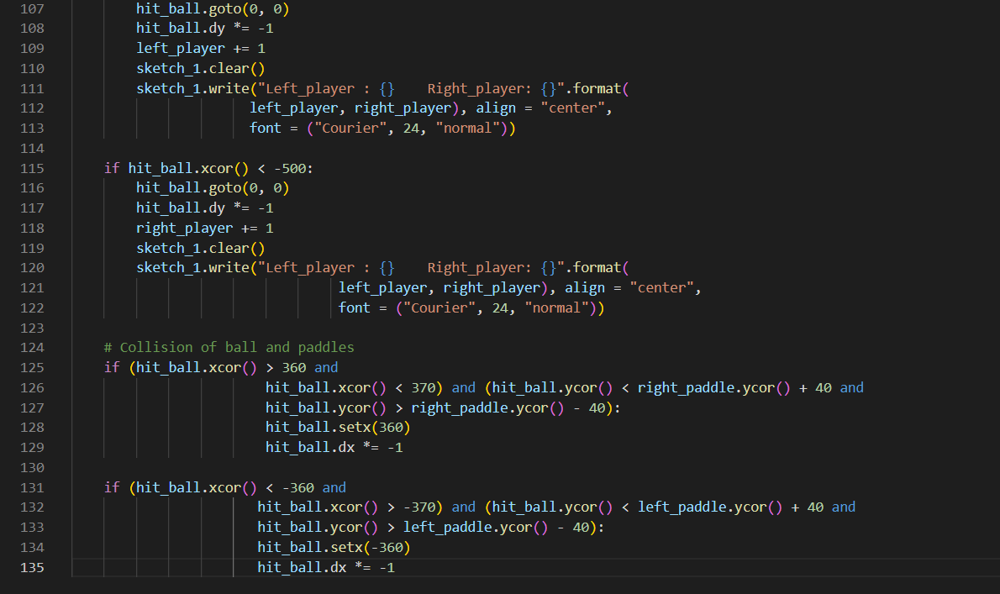 107 hit_ball.goto(0, 0)
108 hit_ball.dy *= -1
109 left_player += 1
110 sketch_1.clear()
111 sketch_1.write("Left_player : {}    Right_player: {}".format(
112 left_player, right_player), align = "center",
113 font = ("Courier", 24, "normal"))
114
115 if hit_ball.xcor() < -500:
116 hit_ball.goto(0, 0)
117 hit_ball.dy *= -1
118 right_player += 1
119 sketch_1.clear()
120 sketch_1.write("Left_player : {}    Right_player: {}".format(
121 left_player, right_player), align = "center",
122 font = ("Courier", 24, "normal"))
123
124 # Collision of ball and paddles
125 if (hit_ball.xcor() > 360 and
126 hit_ball.xcor() < 370) and (hit_ball.ycor() < right_paddle.ycor() + 40 and
127 hit_ball.ycor() > right_paddle.ycor() - 40):
128 hit_ball.setx(360)
129 hit_ball.dx *= -1
130
131 if (hit_ball.xcor() < -360 and
132 hit_ball.xcor() > -370) and (hit_ball.ycor() < left_paddle.ycor() + 40 and
133 hit_ball.ycor() > left_paddle.ycor() - 40):
134 hit_ball.setx(-360)
135 hit_ball.dx *= -1